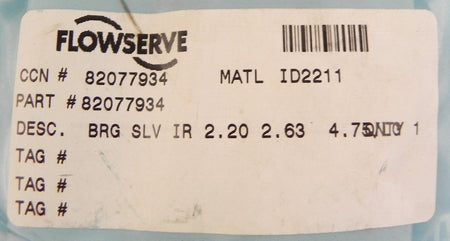 FLOWSERVE
CCN # 82077934 MATL ID2211
PART # 82077934
DESC. BRG SLV IR 2.20 2.63 4.75 1
TAG #
TAG #
TAG #